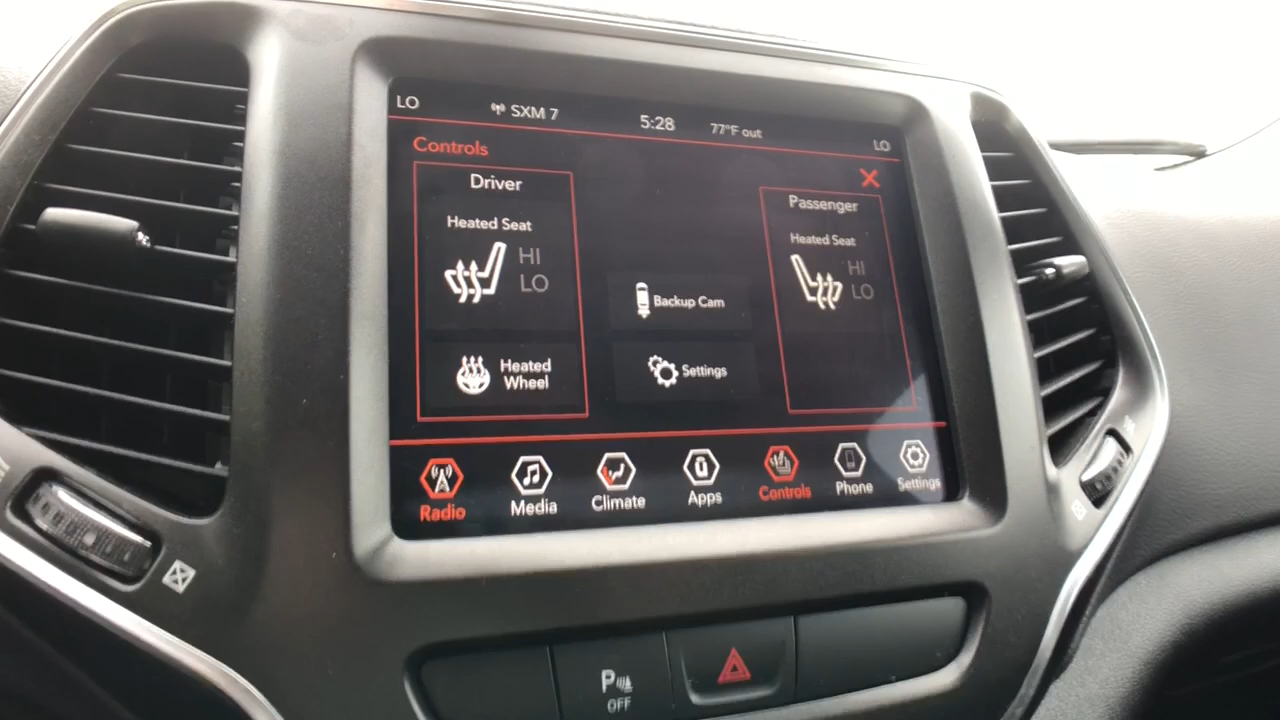 LO SXM 7 5:28 77°F out LO
Controls
Driver
Heated Seat
HI
LO
Heated
Wheel
Backup Cam
Settings
Passenger
Heated Seat
HI
LO
Radio Media Climate Apps Controls Phone Settings
P OFF